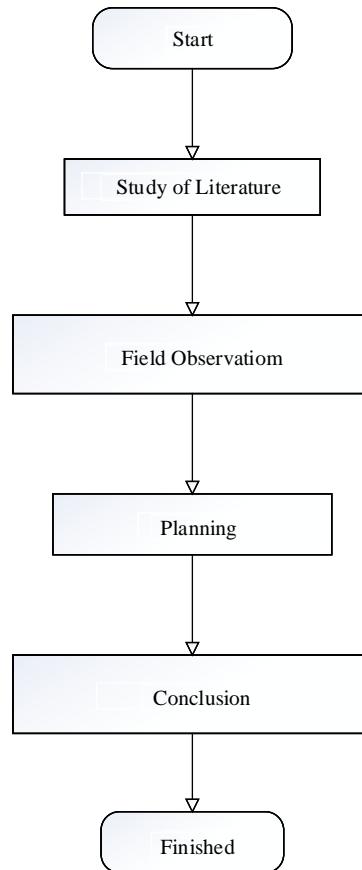 Start
Study of Literature
Field Observatiom
Planning
Conclusion
Finished